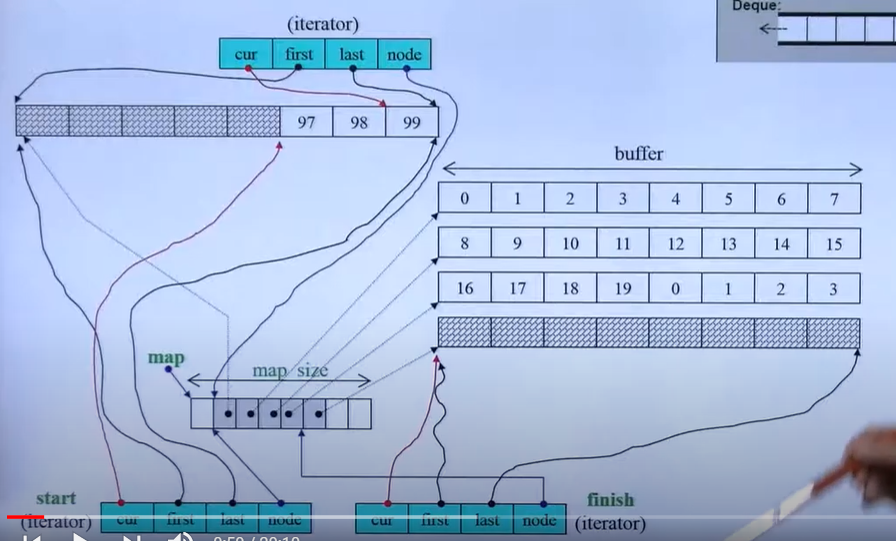 Deque:
(iterator)
cur first last node
97 98 99
buffer
0 1 2 3 4 5 6 7
8 9 10 11 12 13 14 15
16 17 18 19 0 1 2 3
map
map size
start
(iterator)
cur first last node
cur first last node
finish
(iterator)